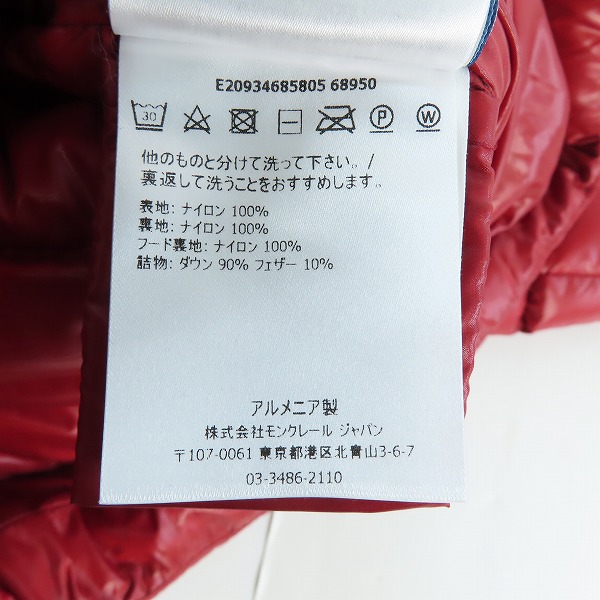 E20934685805 68950
30 P W
他のものと分けて洗って下さい。/
裏返して洗うことをおすすめします。
表地: ナイロン 100%
裏地: ナイロン 100%
フード裏地: ナイロン 100%
詰物: ダウン 90% フェザー 10%
アルメニア製
株式会社モンクレール ジャパン
〒107-0061 東京都港区北青山3-6-7
03-3486-2110